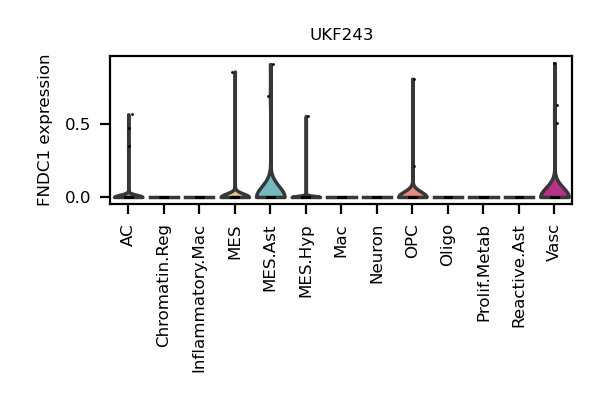 UKF243
FNDC1 expression
0.5
0.0
AC
Chromatin.Reg
Inflammatory.Mac
MES
MES.Ast
MES.Hyp
Mac
Neuron
OPC
Oligo
Prolif.Metab
Reactive.Ast
Vasc